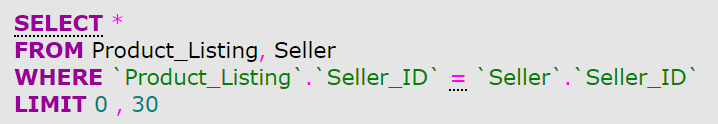 SELECT *
FROM Product_Listing, Seller
WHERE `Product_Listing`.`Seller_ID` = `Seller`.`Seller_ID`
LIMIT 0 , 30